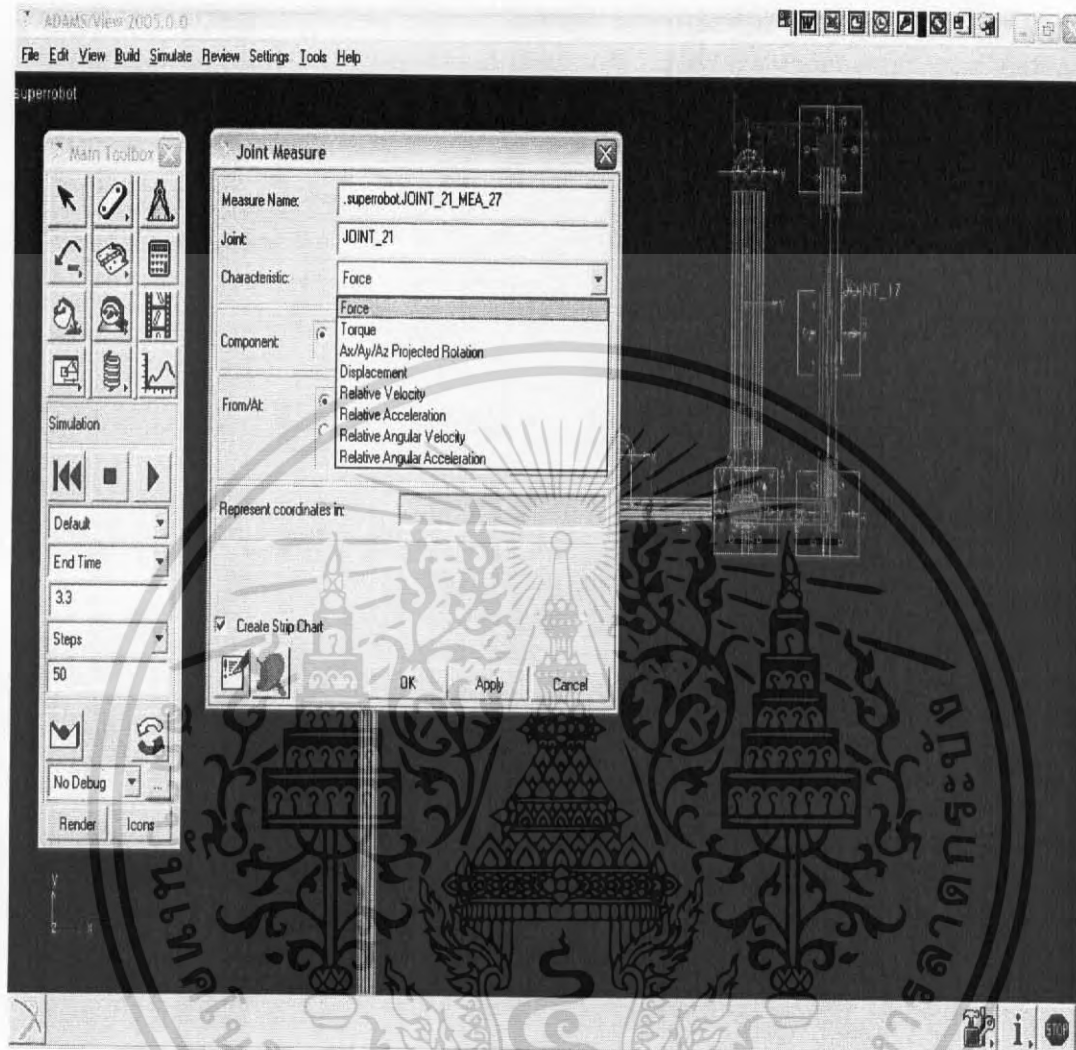 ADAMS/View 2005.0.0
File Edit View Build Simulate Review Settings Tools Help
superrobot
Main Toolbox
Simulation
Default
End Time
3.3
Steps
50
No Debug
...
Render Icons
Joint Measure
Measure Name: .superrobot.JOINT_21_MEA_27
Joint: JOINT_21
Characteristic: Force
Force
Torque
Ax/Ay/Az Projected Rotation
Displacement
Relative Velocity
Relative Acceleration
Relative Angular Velocity
Relative Angular Acceleration
Component:
From/At:
Represent coordinates in:
Create Strip Chart
OK Apply Cancel
JOINT_17
y
z x
i
STOP